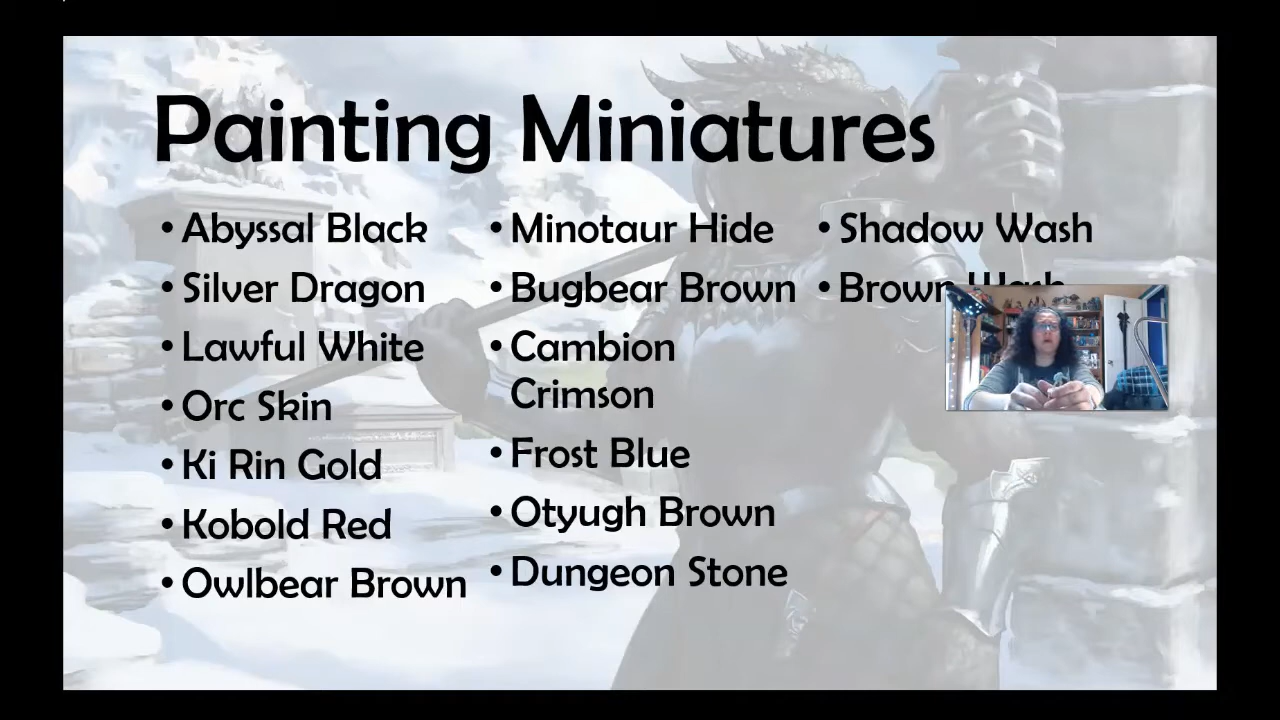 Painting Miniatures
• Abyssal Black
• Silver Dragon
• Lawful White
• Orc Skin
• Ki Rin Gold
• Kobold Red
• Owlbear Brown
• Minotaur Hide
• Bugbear Brown
• Cambion
Crimson
• Frost Blue
• Otyugh Brown
• Dungeon Stone
• Shadow Wash
• Brown Wash